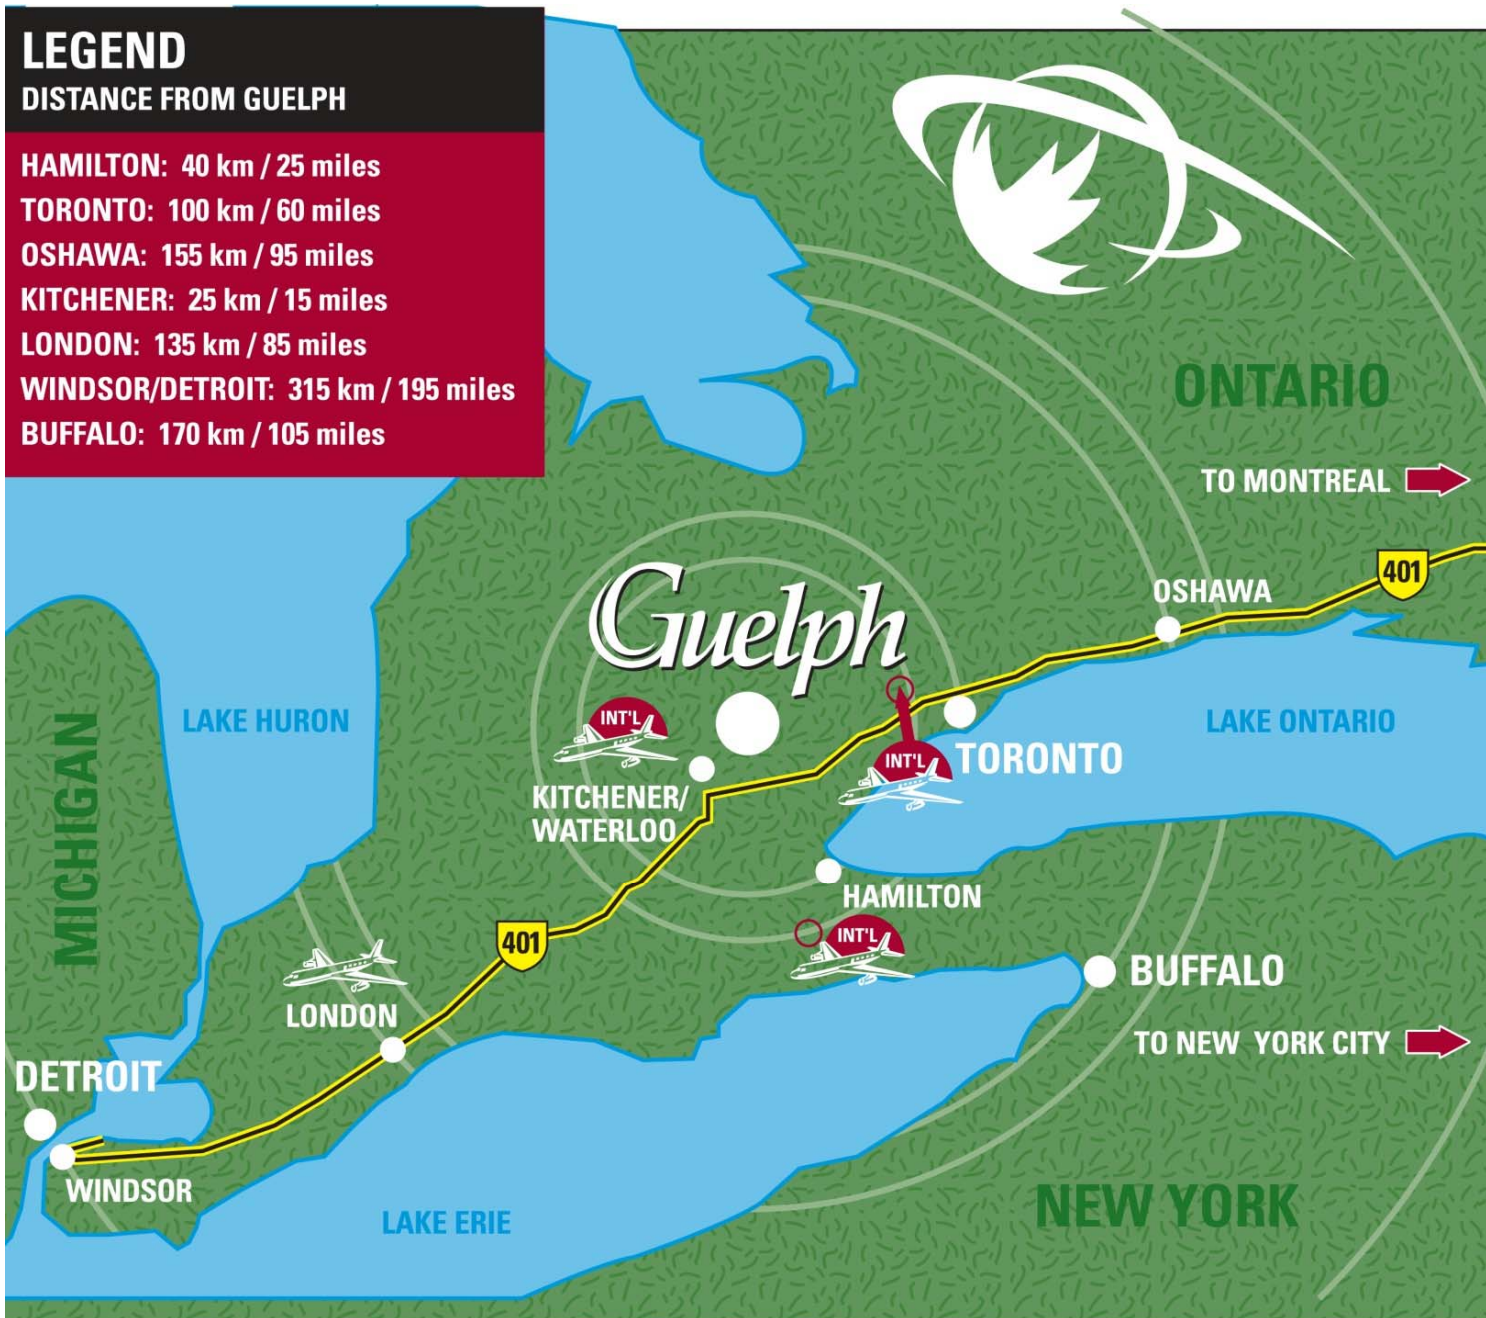 LEGEND
DISTANCE FROM GUELPH
HAMILTON: 40 km / 25 miles
TORONTO: 100 km / 60 miles
OSHAWA: 155 km / 95 miles
KITCHENER: 25 km / 15 miles
LONDON: 135 km / 85 miles
WINDSOR/DETROIT: 315 km / 195 miles
BUFFALO: 170 km / 105 miles
ONTARIO
TO MONTREAL
401
OSHAWA
Guelph
INT'L
LAKE HURON
LAKE ONTARIO
MICHIGAN
INT'L
TORONTO
KITCHENER/
WATERLOO
HAMILTON
401
INT'L
BUFFALO
LONDON
TO NEW YORK CITY
DETROIT
WINDSOR
NEW YORK
LAKE ERIE